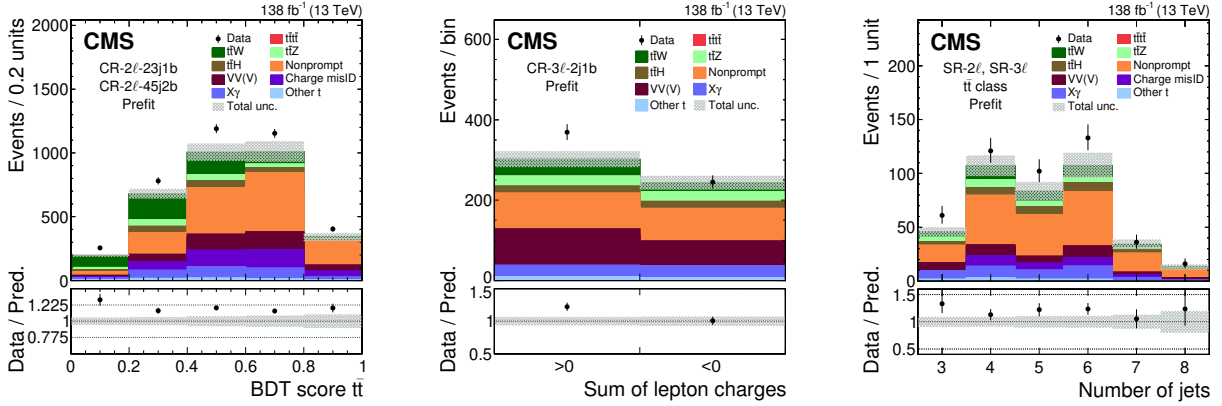 138 fb⁻¹ (13 TeV)
CMS
CR-2ℓ-23j1b
CR-2ℓ-45j2b
Prefit
Data
tt̄W
tt̄H
VV(V)
Xγ
tt̄tt̄
tt̄Z
Nonprompt
Charge misID
Other t
Total unc.
Events / 0.2 units
1500
1000
500
0
Data / Pred.
1.225
1
0.775
0 0.2 0.4 0.6 0.8 1
BDT score tt̄
138 fb⁻¹ (13 TeV)
CMS
CR-3ℓ-2j1b
Prefit
Data
tt̄W
tt̄H
VV(V)
Other t
tt̄tt̄
tt̄Z
Nonprompt
Xγ
Total unc.
Events / bin
600
400
200
0
Data / Pred.
1.5
1
0.5
>0 <0
Sum of lepton charges
138 fb⁻¹ (13 TeV)
CMS
SR-2ℓ, SR-3ℓ
tt̄ class
Prefit
Data
tt̄W
tt̄H
VV(V)
Xγ
tt̄tt̄
tt̄Z
Nonprompt
Charge misID
Other t
Total unc.
Events / 1 unit
200
150
100
50
0
Data / Pred.
1.5
1
0.5
3 4 5 6 7 8
Number of jets